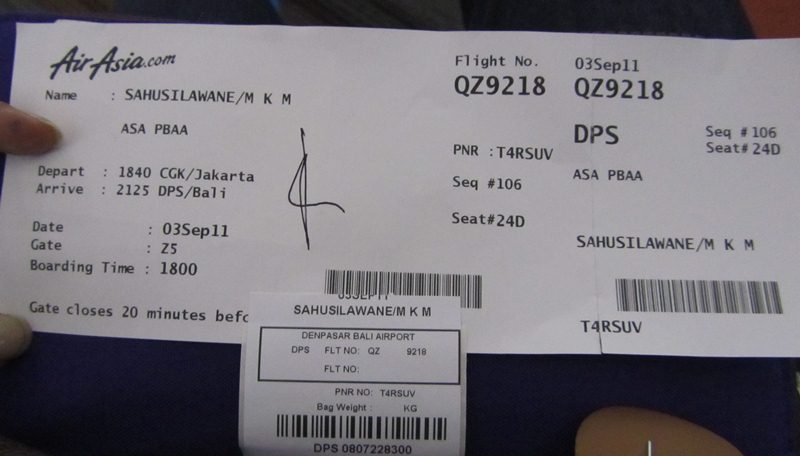 AirAsia.com
Name : SAHUSILAWANE/M K M
ASA PBAA
Depart : 1840 CGK/Jakarta
Arrive : 2125 DPS/Bali
Date : 03Sep11
Gate : Z5
Boarding Time : 1800
Gate closes 20 minutes befo
Flight No.
QZ9218
PNR : T4RSUV
Seq #106
Seat#24D
03Sep11
QZ9218
DPS
Seq #106
Seat#24D
ASA PBAA
SAHUSILAWANE/M K M
T4RSUV
SAHUSILAWANE/M K M
DENPASAR BALI AIRPORT
DPS FLT NO: QZ 9218
FLT NO:
PNR NO: T4RSUV
Bag Weight : KG
DPS 0807228300